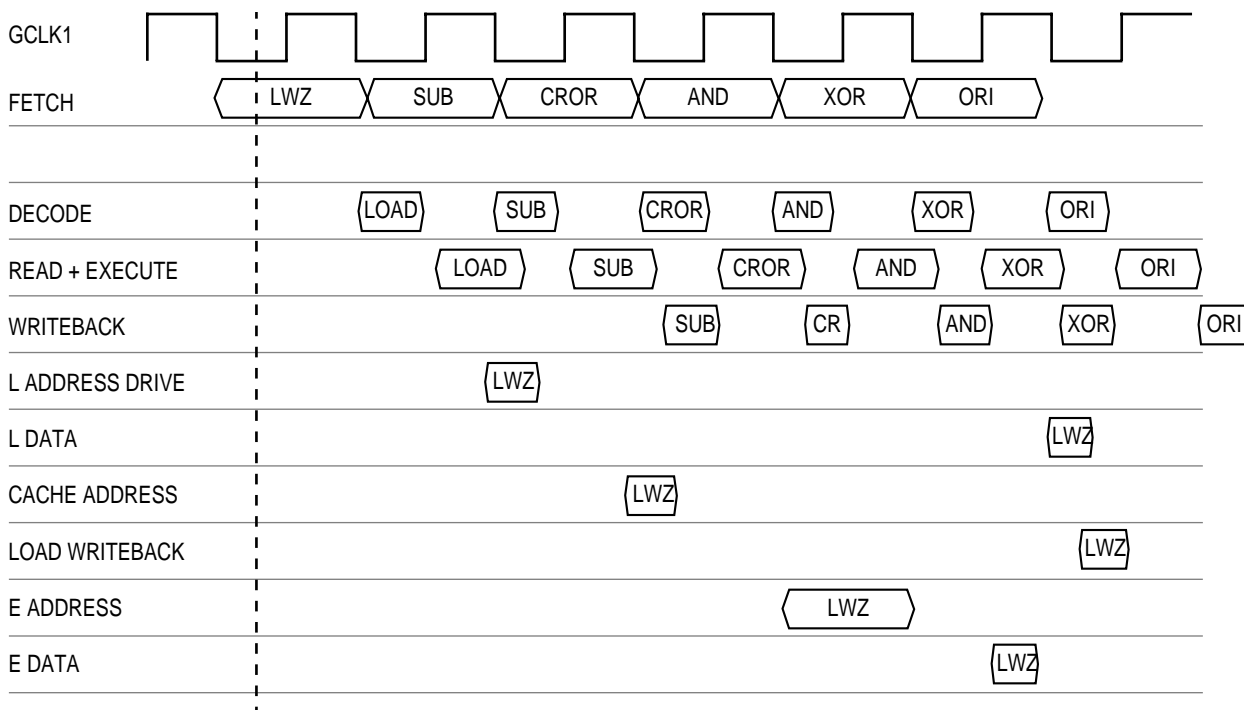 GCLK1
FETCH LWZ SUB CROR AND XOR ORI
DECODE LOAD SUB CROR AND XOR ORI
READ + EXECUTE LOAD SUB CROR AND XOR ORI
WRITEBACK SUB CR AND XOR ORI
L ADDRESS DRIVE LWZ
L DATA LWZ
CACHE ADDRESS LWZ
LOAD WRITEBACK LWZ
E ADDRESS LWZ
E DATA LWZ